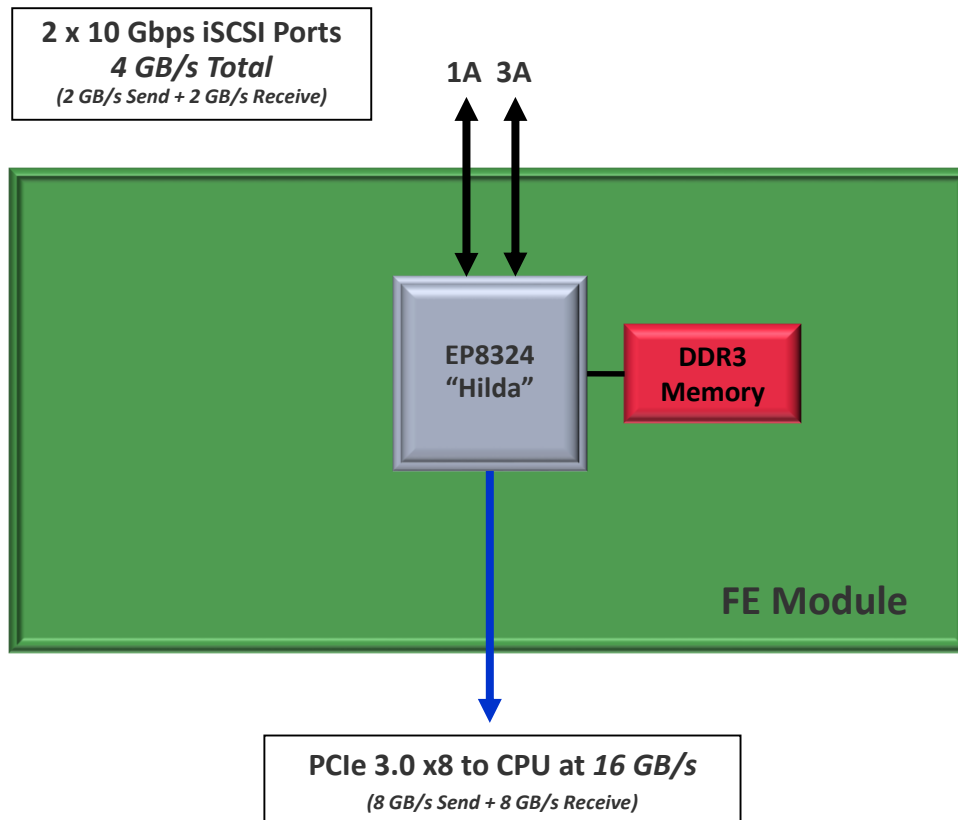 2 x 10 Gbps iSCSI Ports
4 GB/s Total
(2 GB/s Send + 2 GB/s Receive)
1A 3A
EP8324
“Hilda”
DDR3
Memory
FE Module
PCIe 3.0 x8 to CPU at 16 GB/s
(8 GB/s Send + 8 GB/s Receive)